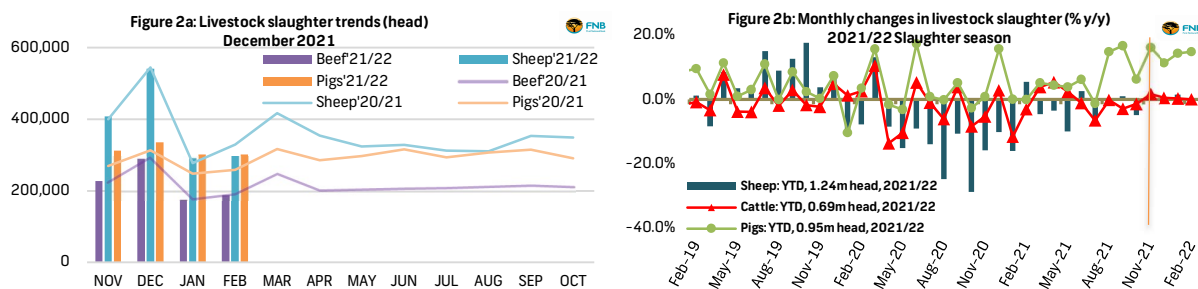 Figure 2a: Livestock slaughter trends (head)
December 2021
FNB
600,000
400,000
200,000
0
Beef'21/22
Sheep'21/22
Pigs'21/22
Beef'20/21
Sheep'20/21
Pigs'20/21
NOV DEC JAN FEB MAR APR MAY JUN JUL AUG SEP OCT
Figure 2b: Monthly changes in livestock slaughter (% y/y)
2021/22 Slaughter season
FNB
20.0%
0.0%
-20.0%
-40.0%
Sheep: YTD, 1.24m head, 2021/22
Cattle: YTD, 0.69m head, 2021/22
Pigs: YTD, 0.95m head, 2021/22
Feb-19 May-19 Aug-19 Nov-19 Feb-20 May-20 Aug-20 Nov-20 Feb-21 May-21 Aug-21 Nov-21 Feb-22